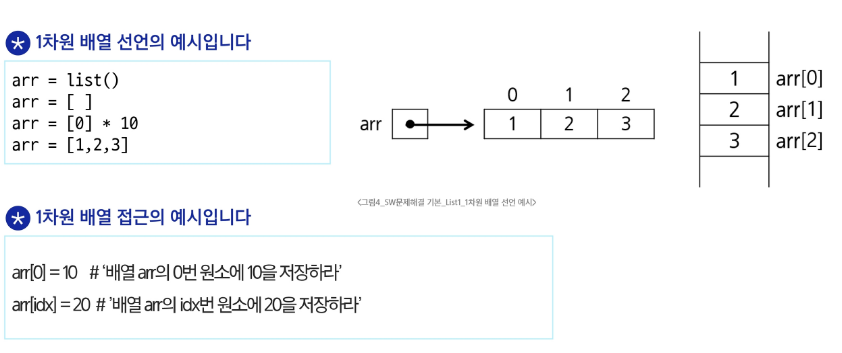 * 1차원 배열 선언의 예시입니다
arr = list()
arr = [ ]
arr = [0] * 10
arr = [1,2,3]
0 1 2
arr 1 2 3
1 arr[0]
2 arr[1]
3 arr[2]
<그림4_SW문제해결 기본_List1_1차원 배열 선언 예시>
* 1차원 배열 접근의 예시입니다
arr[0] = 10 # ‘배열 arr의 0번 원소에 10을 저장하라’
arr[idx] = 20 # ’배열 arr의 idx번 원소에 20을 저장하라’